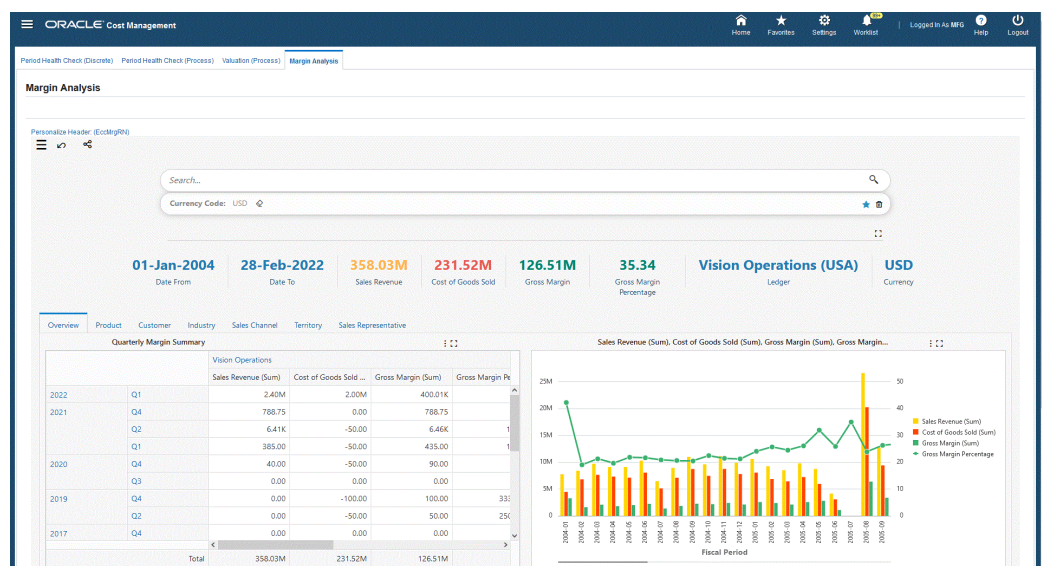 ORACLE Cost Management
Home Favorites Settings Worklist Logged In As MFG Help Logout
Period Health Check (Discrete) Period Health Check (Process) Valuation (Process) Margin Analysis
Margin Analysis
Personalize Header: (EccMrgRN)
Search...
Currency Code: USD
01-Jan-2004 28-Feb-2022 358.03M 231.52M 126.51M 35.34 Vision Operations (USA) USD
Date From Date To Sales Revenue Cost of Goods Sold Gross Margin Gross Margin Percentage Ledger Currency
Overview Product Customer Industry Sales Channel Territory Sales Representative
Quarterly Margin Summary
Vision Operations
Sales Revenue (Sum) Cost of Goods Sold ... Gross Margin (Sum) Gross Margin Pe
2022 Q1 2.40M 2.00M 400.01K
2021 Q4 788.75 0.00 788.75
Q2 6.41K -50.00 6.46K 1
Q1 385.00 -50.00 435.00 1
2020 Q4 40.00 -50.00 90.00
Q3 0.00 0.00 0.00
2019 Q4 0.00 -100.00 100.00 333
Q2 0.00 -50.00 50.00 250
2017 Q4 0.00 0.00 0.00
Total 358.03M 231.52M 126.51M
Sales Revenue (Sum), Cost of Goods Sold (Sum), Gross Margin (Sum), Gross Margin...
25M 50
20M 40
15M 30
10M 20
5M 10
0 0
2004-01 2004-02 2004-03 2004-04 2004-05 2004-06 2004-07 2004-08 2004-09 2004-10 2004-11 2004-12 2005-01 2005-02 2005-03 2005-04 2005-05 2005-06 2005-07 2005-08 2005-09
Fiscal Period
Sales Revenue (Sum)
Cost of Goods Sold (Sum)
Gross Margin (Sum)
Gross Margin Percentage